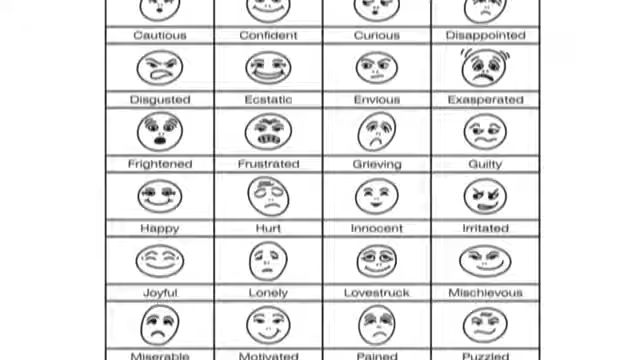 Cautious Confident Curious Disappointed
Disgusted Ecstatic Envious Exasperated
Frightened Frustrated Grieving Guilty
Happy Hurt Innocent Irritated
Joyful Lonely Lovestruck Mischievous
Miserable Motivated Pained Puzzled